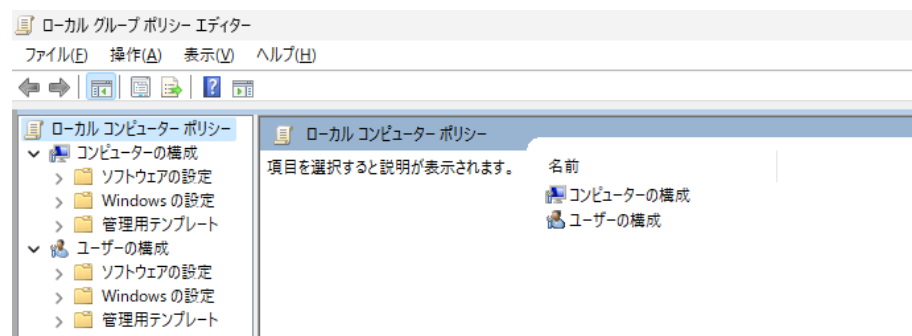 ローカル グループ ポリシー エディター
ファイル(F) 操作(A) 表示(V) ヘルプ(H)
ローカル コンピューター ポリシー
コンピューターの構成
ソフトウェアの設定
Windows の設定
管理用テンプレート
ユーザーの構成
ソフトウェアの設定
Windows の設定
管理用テンプレート
ローカル コンピューター ポリシー
項目を選択すると説明が表示されます。
名前
コンピューターの構成
ユーザーの構成